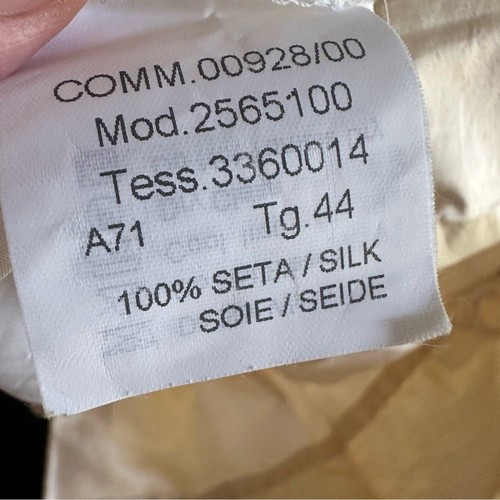 COMM.00928/00
Mod.2565100
Tess.3360014
A71 Tg.44
100% SETA / SILK
SOIE / SEIDE